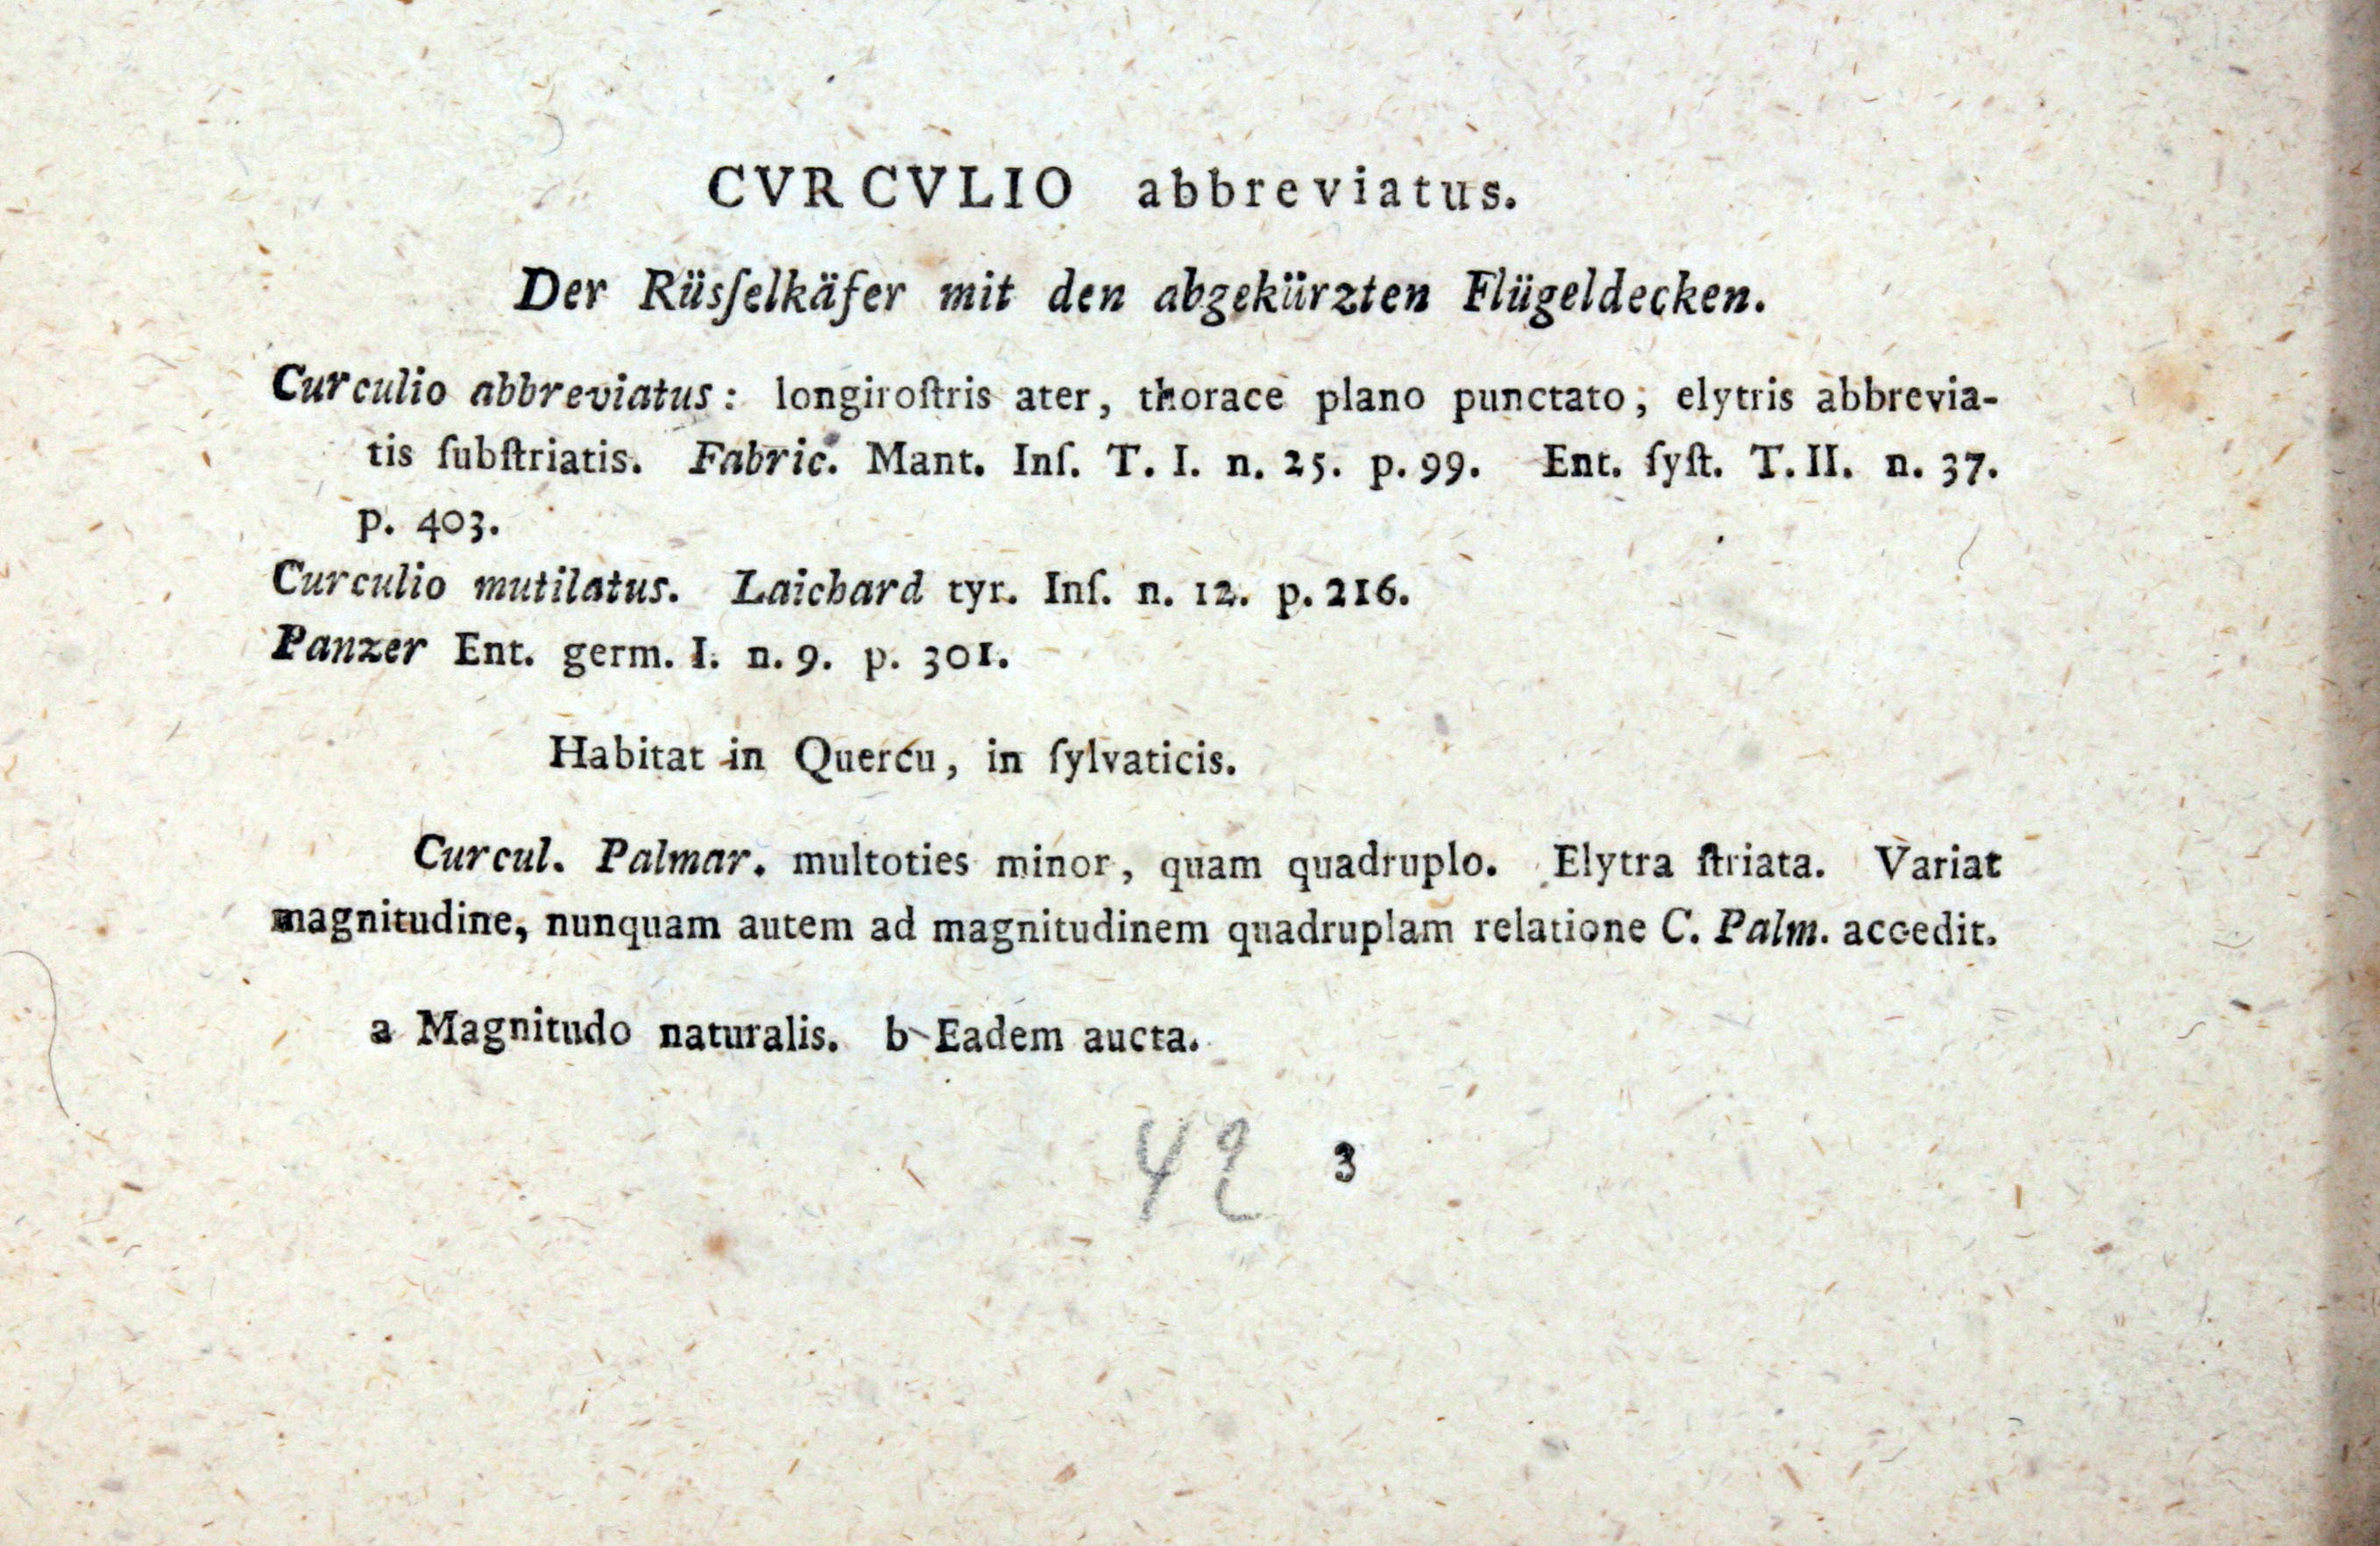 CVRCVLIO abbreviatus.
Der Rüsſelkäfer mit den abgekürzten Flügeldecken.
Curculio abbreviatus: longiroſtris ater, thorace plano punctato; elytris abbrevia-
tis ſubſtriatis. Fabric. Mant. Inſ. T. I. n. 25. p. 99. Ent. ſyſt. T. II. n. 37.
p. 403.
Curculio mutilatus. Laichard tyr. Inſ. n. 12. p. 216.
Panzer Ent. germ. I. n. 9. p. 301.
Habitat in Quercu, in ſylvaticis.
Curcul. Palmar. multoties minor, quam quadruplo. Elytra ſtriata. Variat
magnitudine, nunquam autem ad magnitudinem quadruplam relatione C. Palm. accedit.
a Magnitudo naturalis. b Eadem aucta.
42 3